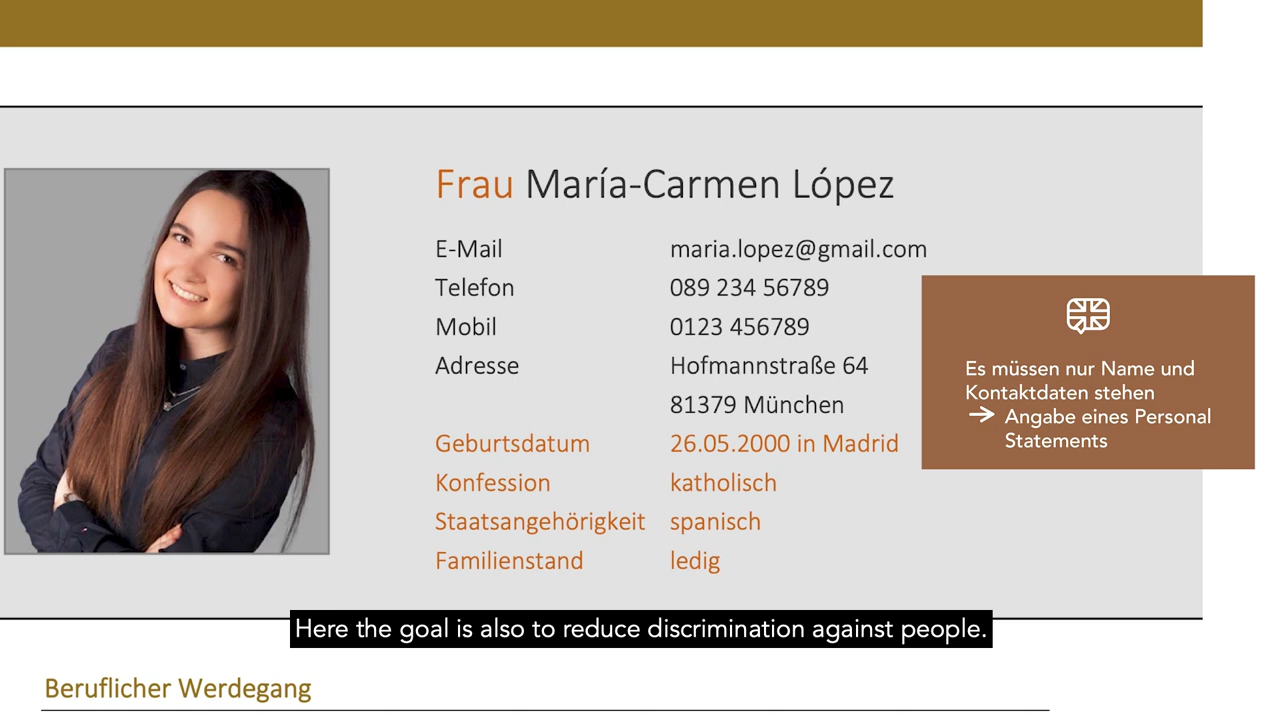 Frau María-Carmen López
E-Mail maria.lopez@gmail.com
Telefon 089 234 56789
Mobil 0123 456789
Adresse Hofmannstraße 64
81379 München
Geburtsdatum 26.05.2000 in Madrid
Konfession katholisch
Staatsangehörigkeit spanisch
Familienstand ledig
Es müssen nur Name und
Kontaktdaten stehen
→ Angabe eines Personal
Statements
Here the goal is also to reduce discrimination against people.
Beruflicher Werdegang